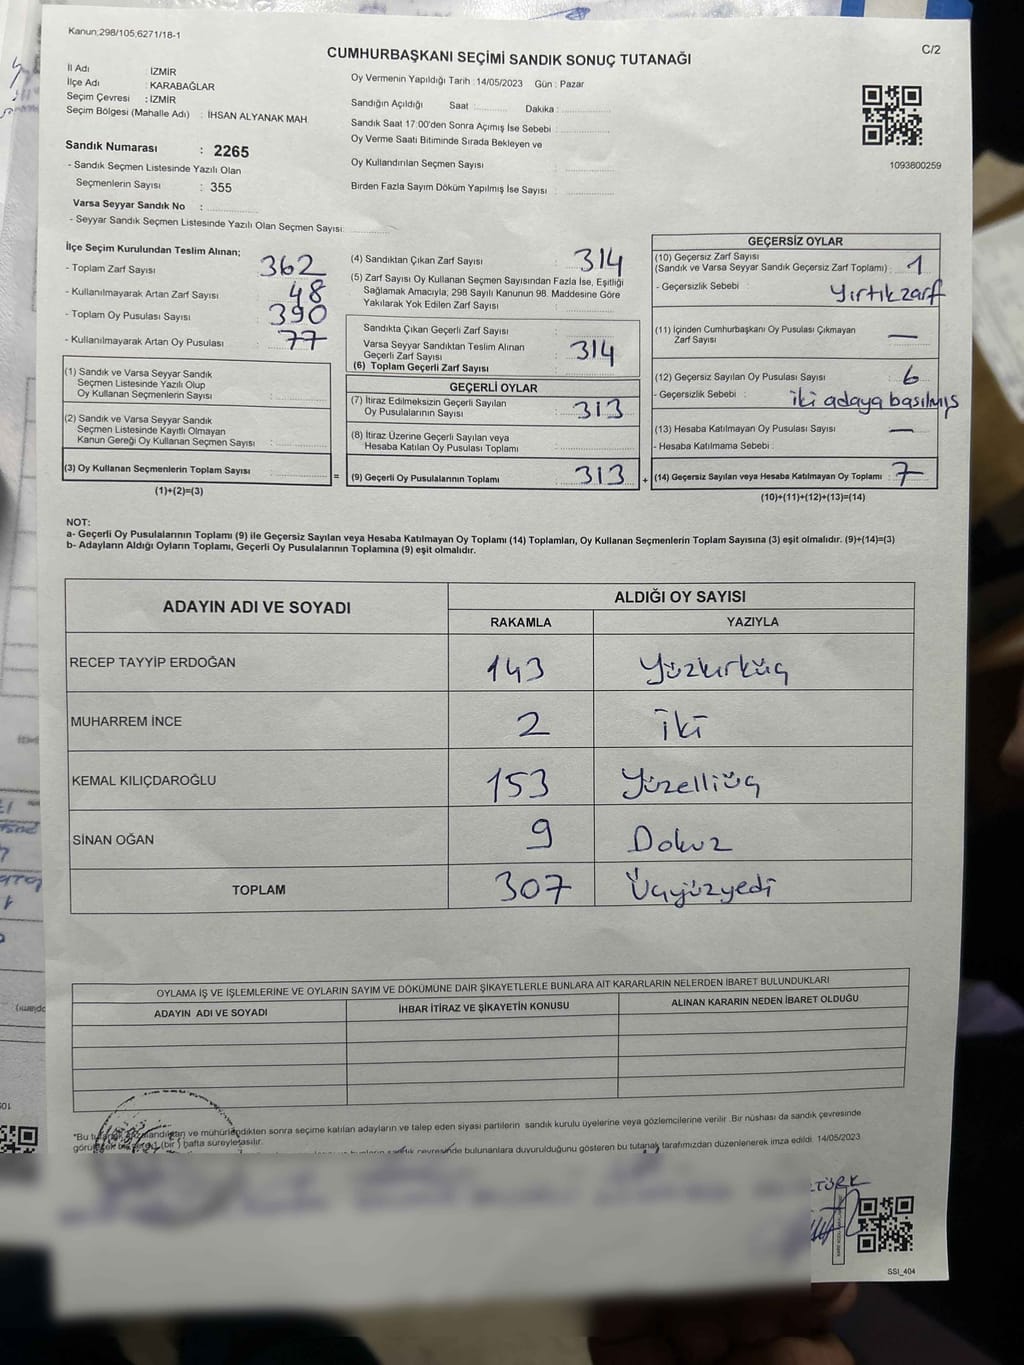 Kanun;298/105,6271/18-1
C/2
CUMHURBAŞKANI SEÇİMİ SANDIK SONUÇ TUTANAĞI
İl Adı : İZMİR
İlçe Adı : KARABAĞLAR
Seçim Çevresi : İZMİR
Seçim Bölgesi (Mahalle Adı) : İHSAN ALYANAK MAH
Sandık Numarası : 2265
- Sandık Seçmen Listesinde Yazılı Olan
Seçmenlerin Sayısı : 355
Varsa Seyyar Sandık No :
- Seyyar Sandık Seçmen Listesinde Yazılı Olan Seçmen Sayısı:
Oy Vermenin Yapıldığı Tarih : 14/05/2023 Gün : Pazar
Sandığın Açıldığı Saat : Dakika :
Sandık Saat 17:00'den Sonra Açımış İse Sebebi :
Oy Verme Saati Bitiminde Sırada Bekleyen ve
Oy Kullandırılan Seçmen Sayısı :
Birden Fazla Sayım Döküm Yapılmış İse Sayısı :
1093800259
İlçe Seçim Kurulundan Teslim Alınan;
- Toplam Zarf Sayısı : 362
- Kullanılmayarak Artan Zarf Sayısı : 48
- Toplam Oy Pusulası Sayısı : 390
- Kullanılmayarak Artan Oy Pusulası : 77
(1) Sandık ve Varsa Seyyar Sandık
Seçmen Listesinde Yazılı Olup
Oy Kullanan Seçmenlerin Sayısı :
(2) Sandık ve Varsa Seyyar Sandık
Seçmen Listesinde Kayıtlı Olmayan
Kanun Gereği Oy Kullanan Seçmen Sayısı :
(3) Oy Kullanan Seçmenlerin Toplam Sayısı :
(1)+(2)=(3)
=
(4) Sandıktan Çıkan Zarf Sayısı : 314
(5) Zarf Sayısı Oy Kullanan Seçmen Sayısından Fazla İse, Eşitliği
Sağlamak Amacıyla, 298 Sayılı Kanunun 98. Maddesine Göre
Yakılarak Yok Edilen Zarf Sayısı :
Sandıkta Çıkan Geçerli Zarf Sayısı :
Varsa Seyyar Sandıktan Teslim Alınan
Geçerli Zarf Sayısı :
(6) Toplam Geçerli Zarf Sayısı : 314
GEÇERLİ OYLAR
(7) İtiraz Edilmeksizin Geçerli Sayılan
Oy Pusulalarının Sayısı : 313
(8) İtiraz Üzerine Geçerli Sayılan veya
Hesaba Katılan Oy Pusulası Toplamı :
(9) Geçerli Oy Pusulalarının Toplamı : 313
+
GEÇERSİZ OYLAR
(10) Geçersiz Zarf Sayısı
(Sandık ve Varsa Seyyar Sandık Geçersiz Zarf Toplamı) : 1
- Geçersizlik Sebebi : Yırtık zarf
(11) İçinden Cumhurbaşkanı Oy Pusulası Çıkmayan
Zarf Sayısı : —
(12) Geçersiz Sayılan Oy Pusulası Sayısı : 6
- Geçersizlik Sebebi : iki adaya basılmış
(13) Hesaba Katılmayan Oy Pusulası Sayısı : —
- Hesaba Katılmama Sebebi :
(14) Geçersiz Sayılan veya Hesaba Katılmayan Oy Toplamı : 7
(10)+(11)+(12)+(13)=(14)
NOT:
a- Geçerli Oy Pusulalarının Toplamı (9) ile Geçersiz Sayılan veya Hesaba Katılmayan Oy Toplamı (14) Toplamları, Oy Kullanan Seçmenlerin Toplam Sayısına (3) eşit olmalıdır. (9)+(14)=(3)
b- Adayların Aldığı Oyların Toplamı, Geçerli Oy Pusulalarının Toplamına (9) eşit olmalıdır.
ADAYIN ADI VE SOYADI
ALDIĞI OY SAYISI
RAKAMLA YAZIYLA
RECEP TAYYİP ERDOĞAN 143 Yüzkırküç
MUHARREM İNCE 2 İki
KEMAL KILIÇDAROĞLU 153 Yüzelliüç
SİNAN OĞAN 9 Dokuz
TOPLAM 307 Üçyüzyedi
OYLAMA İŞ VE İŞLEMLERİNE VE OYLARIN SAYIM VE DÖKÜMÜNE DAİR ŞİKAYETLERLE BUNLARA AİT KARARLARIN NELERDEN İBARET BULUNDUKLARI
ADAYIN ADI VE SOYADI İHBAR İTİRAZ VE ŞİKAYETİN KONUSU ALINAN KARARIN NEDEN İBARET OLDUĞU
*Bu ve mühürlendikten sonra seçime katılan adayların ve talep eden siyasi partilerin sandık kurulu üyelerine veya gözlemcilerine verilir. Bir nüshası da sandık çevresinde
(bir) hafta süreyle asılır.
sandık çevresinde bulunanlara duyurulduğunu gösteren bu tutanak tarafımızdan düzenlenerek imza edildi. 14/05/2023
TÜRK
SSI_404